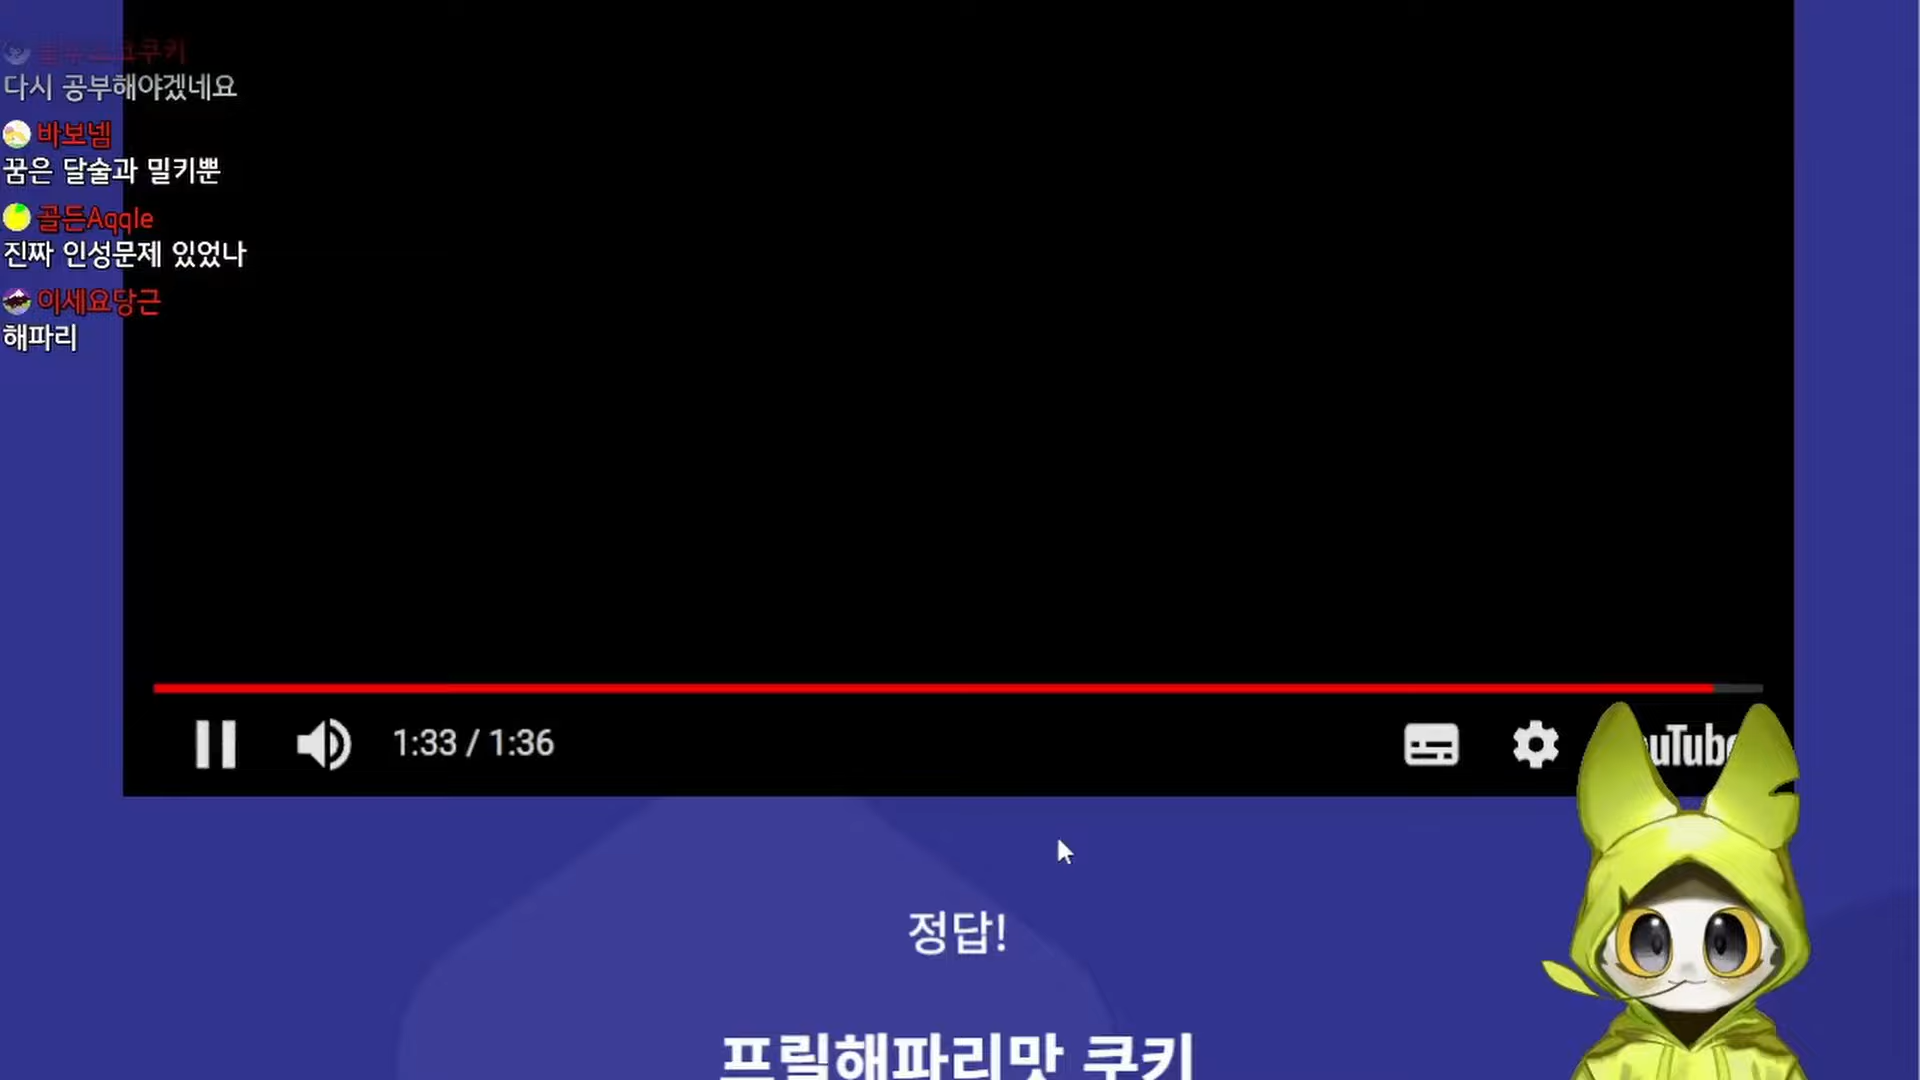 다시 공부해야겠네요
바보넴
꿈은 달술과 밀키뿐
골든Aqqle
진짜 인성문제 있었나
이세요당근
해파리
1:33 / 1:36
정답!
프릴해파리맛 쿠키